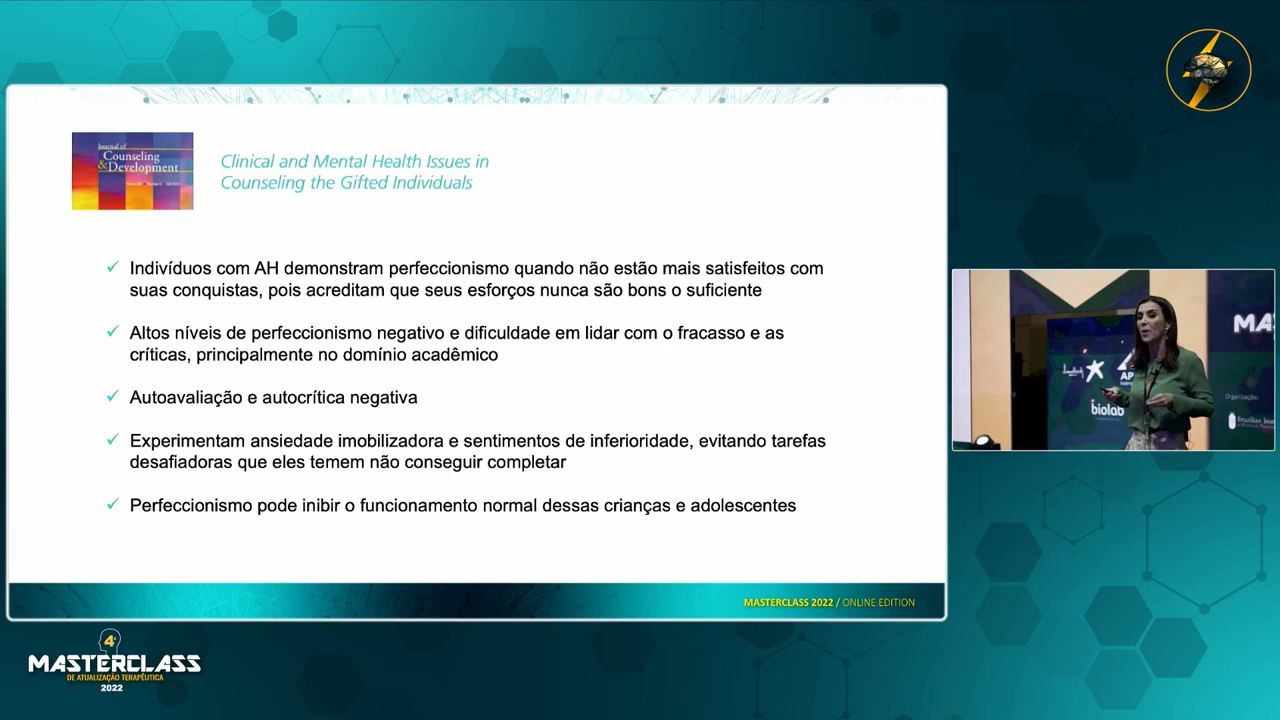 Journal of
Counseling
& Development
Clinical and Mental Health Issues in
Counseling the Gifted Individuals
✓ Indivíduos com AH demonstram perfeccionismo quando não estão mais satisfeitos com
suas conquistas, pois acreditam que seus esforços nunca são bons o suficiente
✓ Altos níveis de perfeccionismo negativo e dificuldade em lidar com o fracasso e as
críticas, principalmente no domínio acadêmico
✓ Autoavaliação e autocrítica negativa
✓ Experimentam ansiedade imobilizadora e sentimentos de inferioridade, evitando tarefas
desafiadoras que eles temem não conseguir completar
✓ Perfeccionismo pode inibir o funcionamento normal dessas crianças e adolescentes
MASTERCLASS 2022 / ONLINE EDITION
MA
AP
biolab
Organização:
Brazilian
4ª
MASTERCLASS
DE ATUALIZAÇÃO TERAPÊUTICA
2022